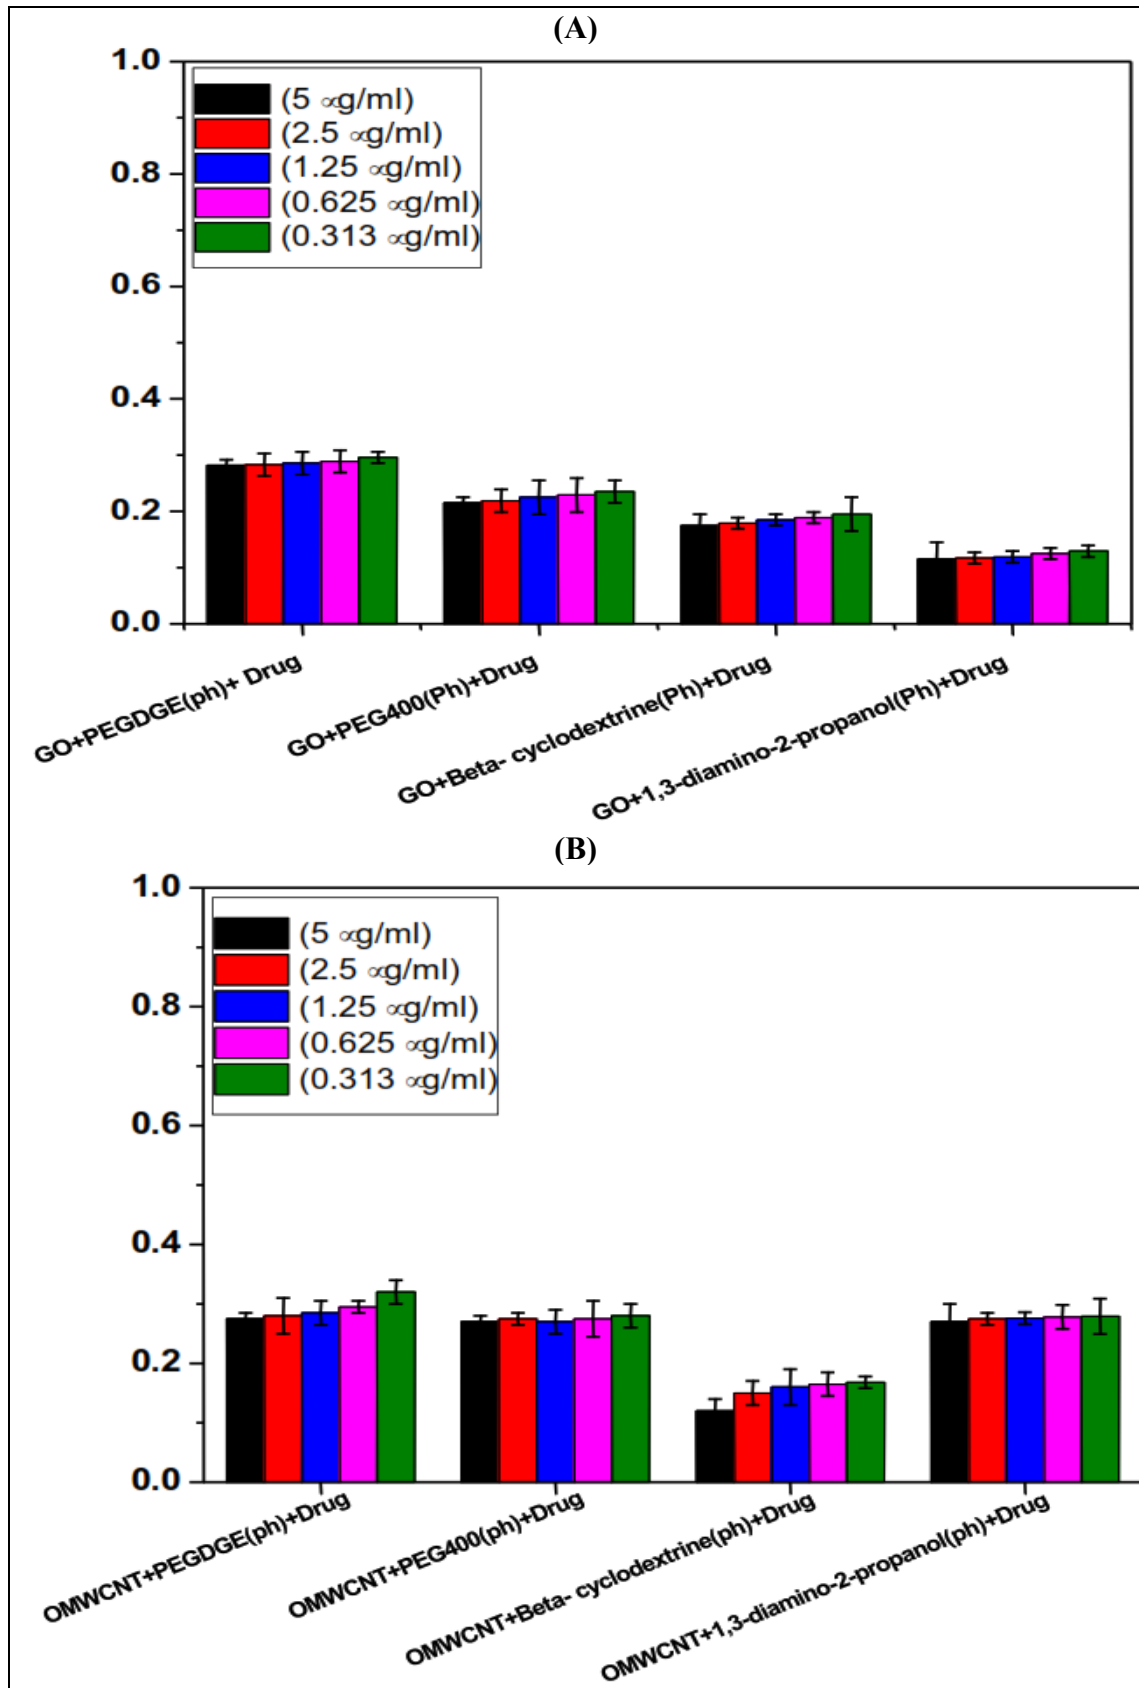 (A)
1.0
0.8
0.6
0.4
0.2
0.0
(5 ∝g/ml)
(2.5 ∝g/ml)
(1.25 ∝g/ml)
(0.625 ∝g/ml)
(0.313 ∝g/ml)
GO+PEGDGE(ph)+ Drug
GO+PEG400(Ph)+Drug
GO+Beta- cyclodextrine(Ph)+Drug
GO+1,3-diamino-2-propanol(Ph)+Drug
(B)
1.0
0.8
0.6
0.4
0.2
0.0
(5 ∝g/ml)
(2.5 ∝g/ml)
(1.25 ∝g/ml)
(0.625 ∝g/ml)
(0.313 ∝g/ml)
OMWCNT+PEGDGE(ph)+Drug
OMWCNT+PEG400(ph)+Drug
OMWCNT+Beta- cyclodextrine(ph)+Drug
OMWCNT+1,3-diamino-2-propanol(ph)+Drug